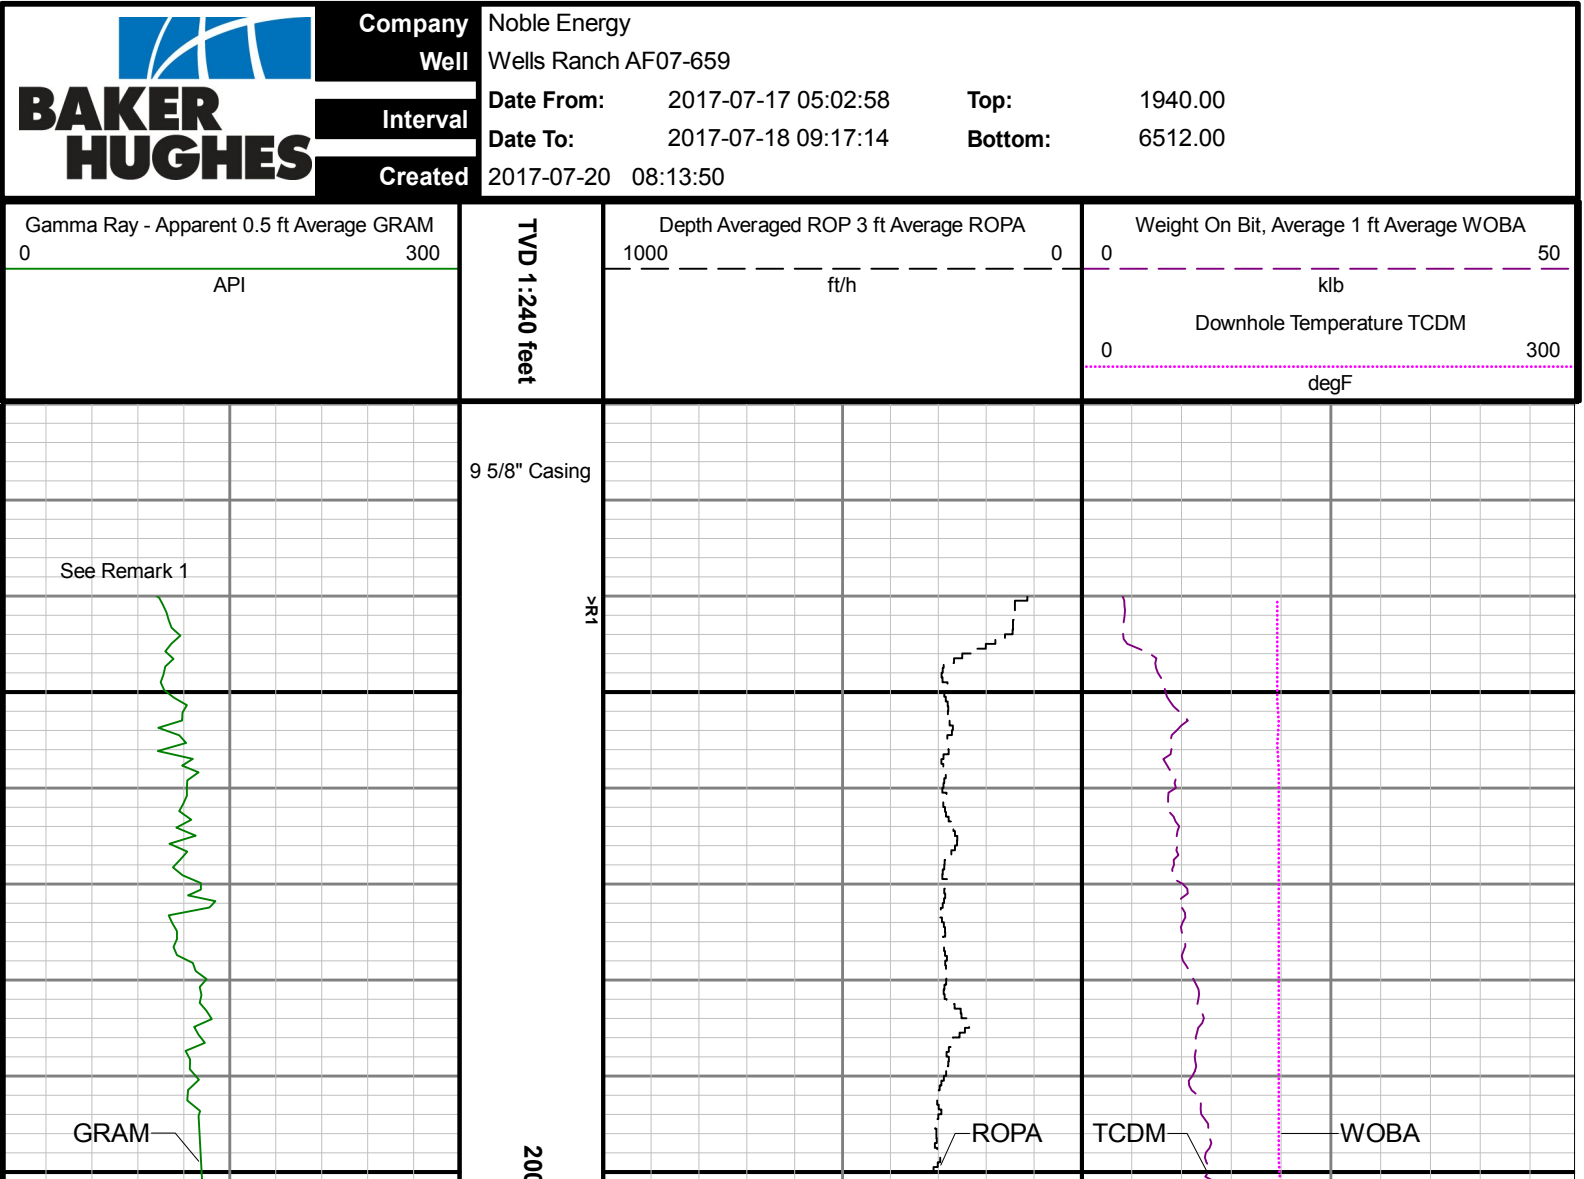 BAKER
HUGHES
Company Noble Energy
Well Wells Ranch AF07-659
Interval
Date From: 2017-07-17 05:02:58 Top: 1940.00
Date To: 2017-07-18 09:17:14 Bottom: 6512.00
Created 2017-07-20 08:13:50
Gamma Ray - Apparent 0.5 ft Average GRAM
0 300
API
TVD 1:240 feet
Depth Averaged ROP 3 ft Average ROPA
1000 0
ft/h
Weight On Bit, Average 1 ft Average WOBA
0 50
klb
Downhole Temperature TCDM
0 300
degF
9 5/8" Casing
See Remark 1
>R1
GRAM
ROPA
TCDM
WOBA